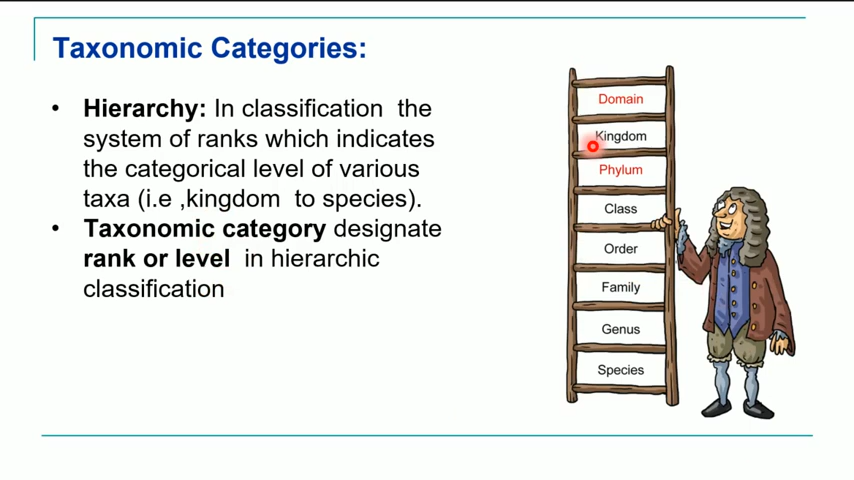 Taxonomic Categories:
• Hierarchy: In classification the
system of ranks which indicates
the categorical level of various
taxa (i.e ,kingdom to species).
• Taxonomic category designate
rank or level in hierarchic
classification
Domain
Kingdom
Phylum
Class
Order
Family
Genus
Species